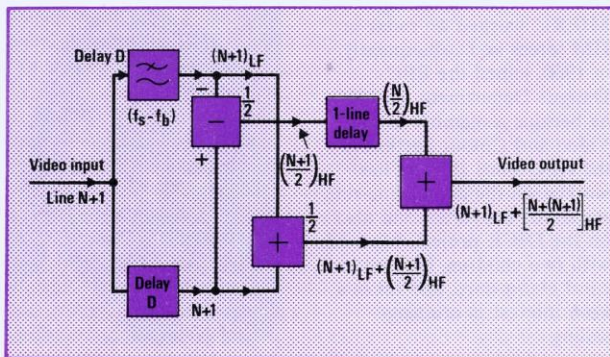 Delay D
(N+1)LF
(fs-fb)
− 1/2
−
+
1-line delay
(N/2)HF
Video input
Line N+1
((N+1)/2)HF
+
Video output
(N+1)LF+[(N+(N+1))/2]HF
+ 1/2
(N+1)LF+((N+1)/2)HF
Delay D
N+1